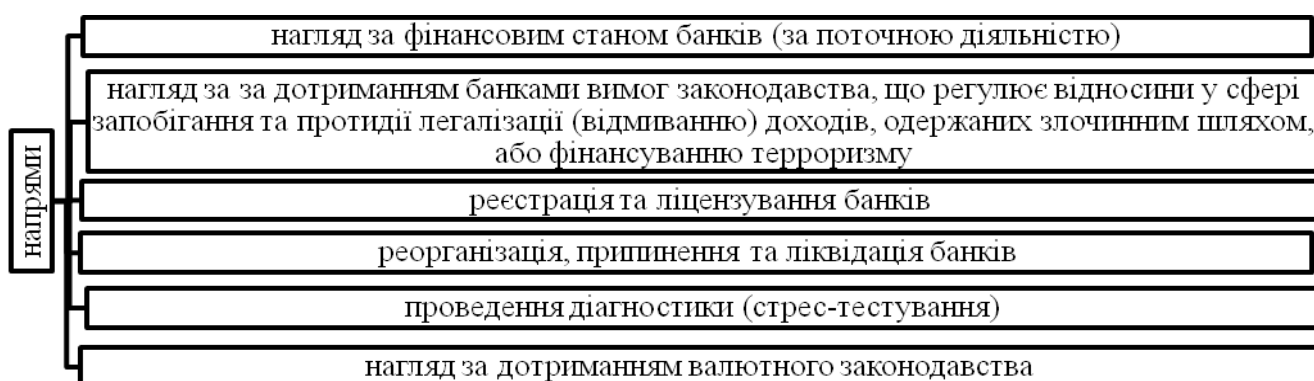 напрями
нагляд за фінансовим станом банків (за поточною діяльністю)
нагляд за за дотриманням банками вимог законодавства, що регулює відносини у сфері
запобігання та протидії легалізації (відмиванню) доходів, одержаних злочинним шляхом,
або фінансуванню терроризму
реєстрація та ліцензування банків
реорганізація, припинення та ліквідація банків
проведення діагностики (стрес-тестування)
нагляд за дотриманням валютного законодавства